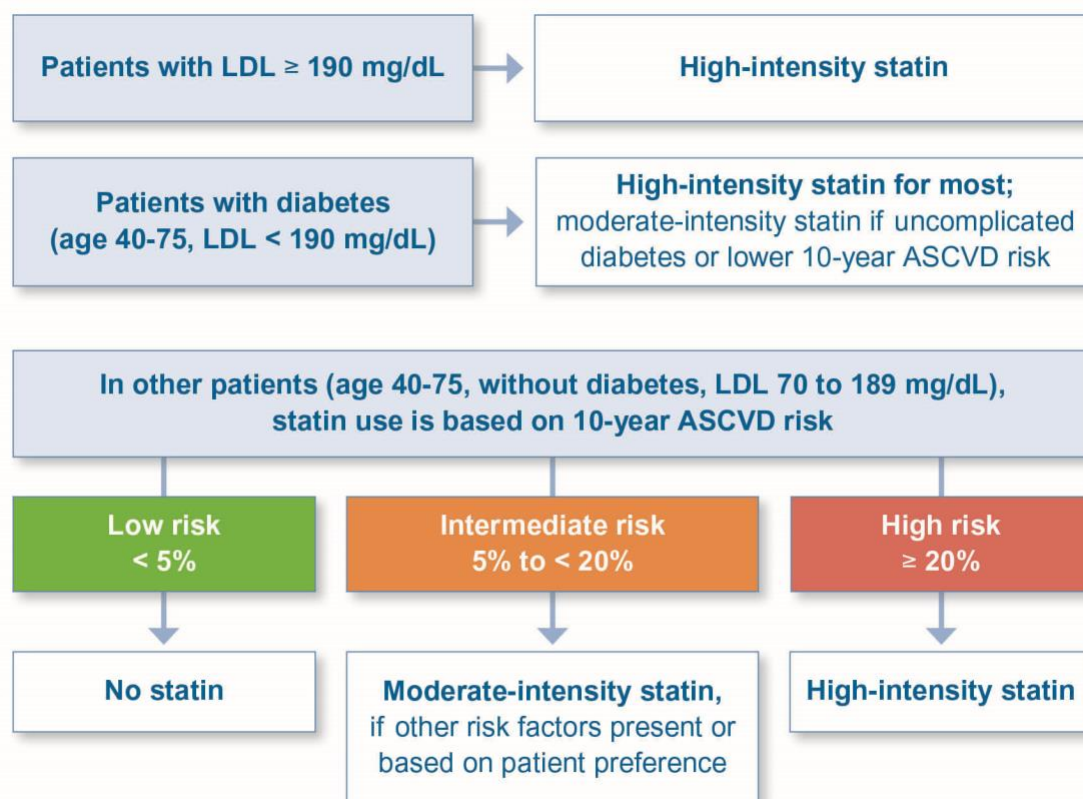 Patients with LDL ≥ 190 mg/dL
High-intensity statin
Patients with diabetes
(age 40-75, LDL < 190 mg/dL)
High-intensity statin for most;
moderate-intensity statin if uncomplicated
diabetes or lower 10-year ASCVD risk
In other patients (age 40-75, without diabetes, LDL 70 to 189 mg/dL),
statin use is based on 10-year ASCVD risk
Low risk
< 5%
Intermediate risk
5% to < 20%
High risk
≥ 20%
No statin
Moderate-intensity statin,
if other risk factors present or
based on patient preference
High-intensity statin